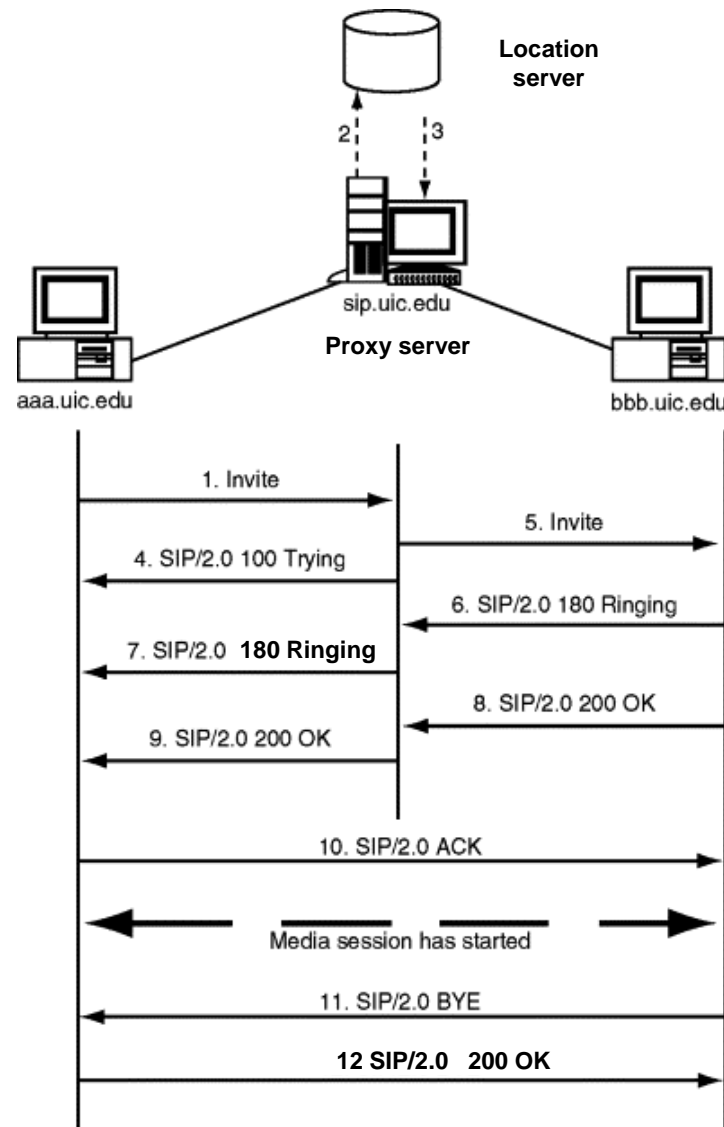 Location
server
2
3
sip.uic.edu
Proxy server
aaa.uic.edu
bbb.uic.edu
1. Invite
5. Invite
4. SIP/2.0 100 Trying
6. SIP/2.0 180 Ringing
7. SIP/2.0 180 Ringing
8. SIP/2.0 200 OK
9. SIP/2.0 200 OK
10. SIP/2.0 ACK
Media session has started
11. SIP/2.0 BYE
12 SIP/2.0 200 OK